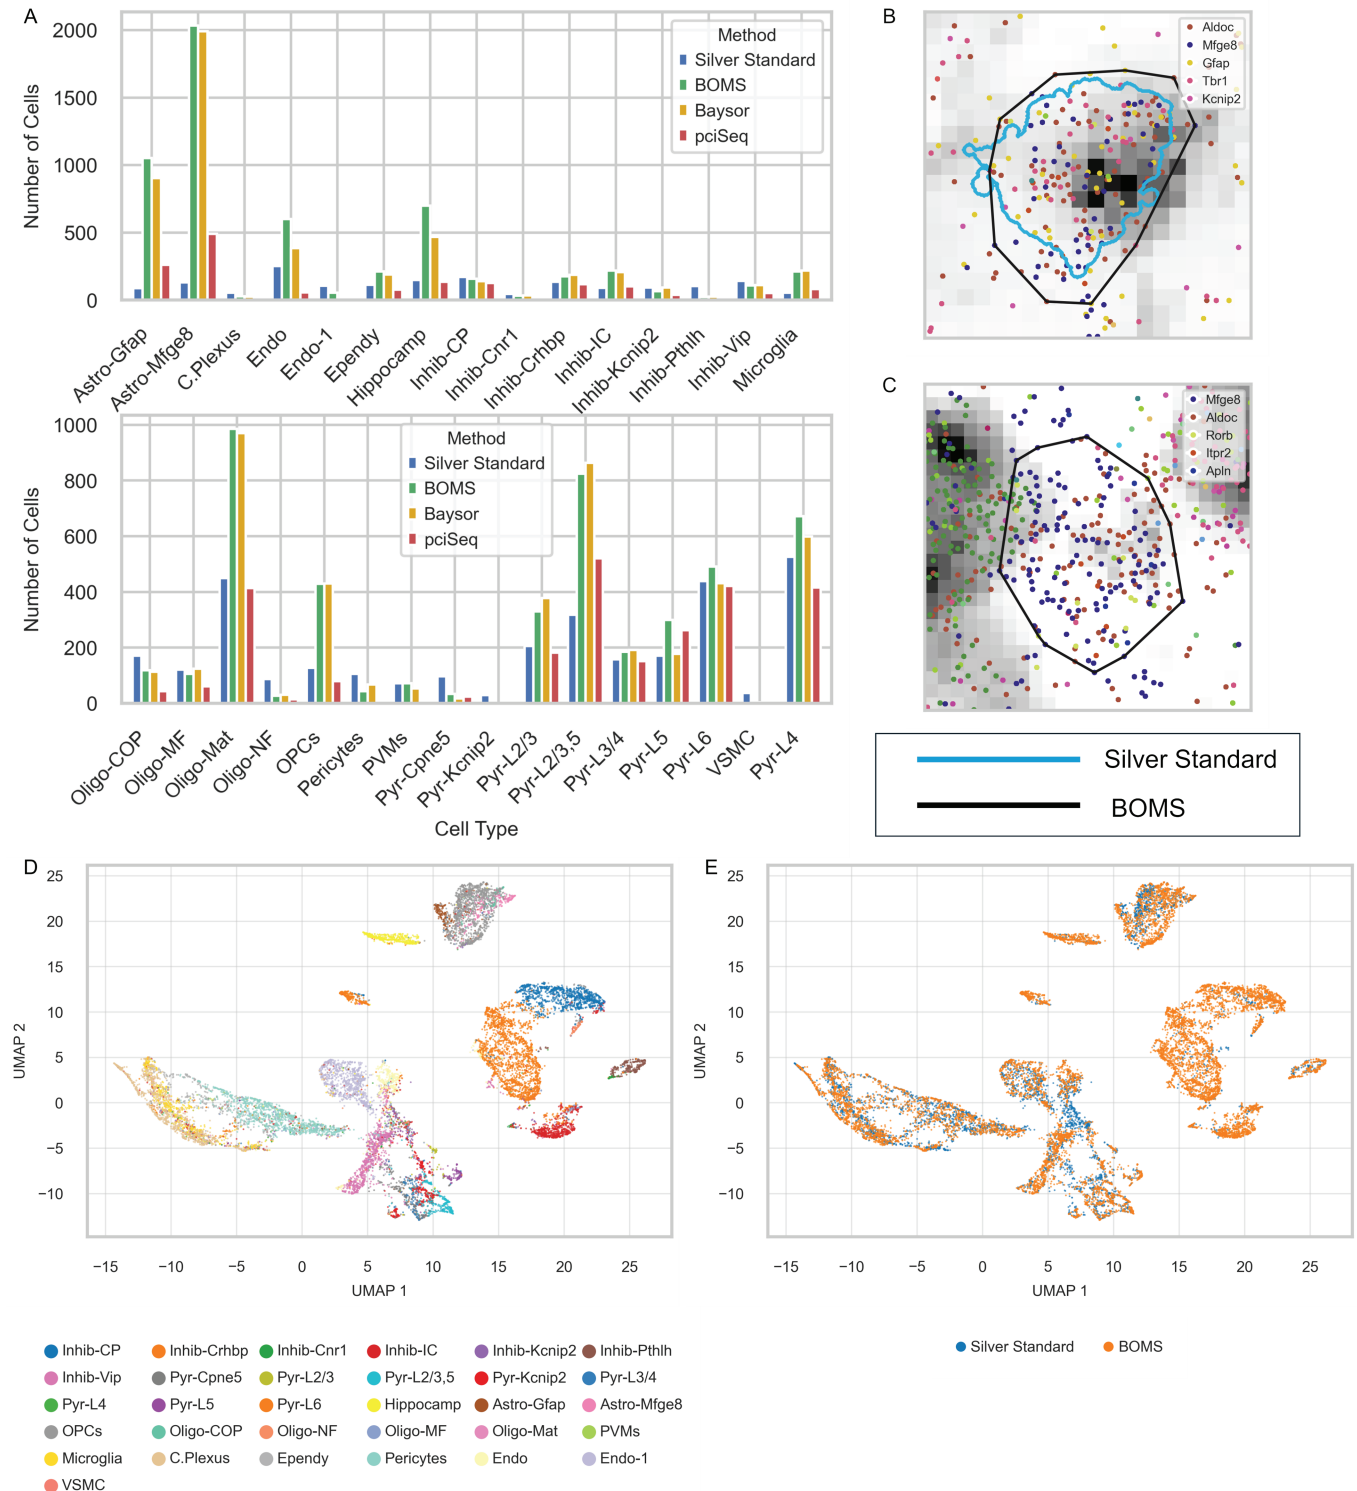 A
Number of Cells
2000
1500
1000
500
0
Method
Silver Standard
BOMS
Baysor
pciSeq
Astro-Gfap
Astro-Mfge8
C.Plexus
Endo
Endo-1
Ependy
Hippocamp
Inhib-CP
Inhib-Cnr1
Inhib-Crhbp
Inhib-IC
Inhib-Kcnip2
Inhib-Pthlh
Inhib-Vip
Microglia
Number of Cells
1000
800
600
400
200
0
Method
Silver Standard
BOMS
Baysor
pciSeq
Oligo-COP
Oligo-MF
Oligo-Mat
Oligo-NF
OPCs
Pericytes
PVMs
Pyr-Cpne5
Pyr-Kcnip2
Pyr-L2/3
Pyr-L2/3,5
Pyr-L3/4
Pyr-L5
Pyr-L6
VSMC
Pyr-L4
Cell Type
B
Aldoc
Mfge8
Gfap
Tbr1
Kcnip2
C
Mfge8
Aldoc
Rorb
Itpr2
Apln
Silver Standard
BOMS
D
UMAP 2
25
20
15
10
5
0
−5
−10
−15 −10 −5 0 5 10 15 20 25
UMAP 1
E
UMAP 2
25
20
15
10
5
0
−5
−10
−15 −10 −5 0 5 10 15 20 25
UMAP 1
Inhib-CP Inhib-Crhbp Inhib-Cnr1 Inhib-IC Inhib-Kcnip2 Inhib-Pthlh
Inhib-Vip Pyr-Cpne5 Pyr-L2/3 Pyr-L2/3,5 Pyr-Kcnip2 Pyr-L3/4
Pyr-L4 Pyr-L5 Pyr-L6 Hippocamp Astro-Gfap Astro-Mfge8
OPCs Oligo-COP Oligo-NF Oligo-MF Oligo-Mat PVMs
Microglia C.Plexus Ependy Pericytes Endo Endo-1
VSMC
Silver Standard BOMS